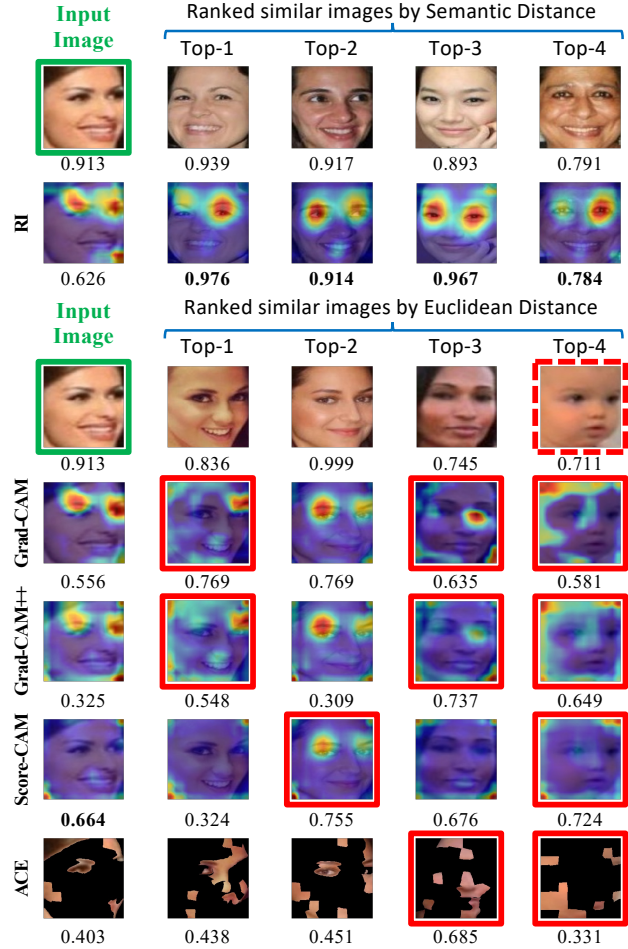 Input Image
Ranked similar images by Semantic Distance
Top-1 Top-2 Top-3 Top-4
0.913 0.939 0.917 0.893 0.791
RI
0.626 0.976 0.914 0.967 0.784
Input Image
Ranked similar images by Euclidean Distance
Top-1 Top-2 Top-3 Top-4
0.913 0.836 0.999 0.745 0.711
Grad-CAM
0.556 0.769 0.769 0.635 0.581
Grad-CAM++
0.325 0.548 0.309 0.737 0.649
Score-CAM
0.664 0.324 0.755 0.676 0.724
ACE
0.403 0.438 0.451 0.685 0.331